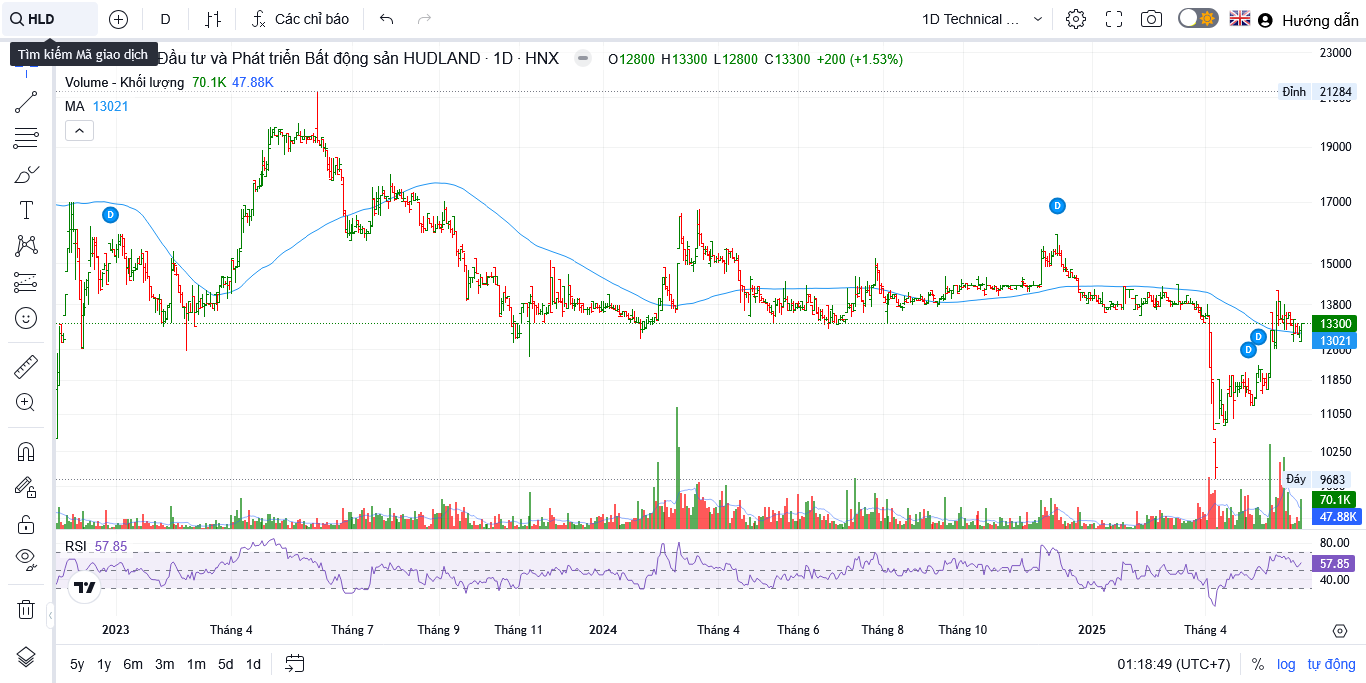 HLD
D
Các chỉ báo
1D Technical ...
Hướng dẫn
Tìm kiếm Mã giao dịch
Đầu tư và Phát triển Bất động sản HUDLAND · 1D · HNX
O12800 H13300 L12800 C13300 +200 (+1.53%)
Volume - Khối lượng 70.1K 47.88K
MA 13021
23000
Đỉnh 21284
19000
17000
15000
13800
13300
13021
12000
11850
11050
10250
Đáy 9683
70.1K
47.88K
D
D
D
D
RSI 57.85
80.00
57.85
40.00
2023 Tháng 4 Tháng 7 Tháng 9 Tháng 11 2024 Tháng 4 Tháng 6 Tháng 8 Tháng 10 2025 Tháng 4
5y 1y 6m 3m 1m 5d 1d
01:18:49 (UTC+7) % log tự động